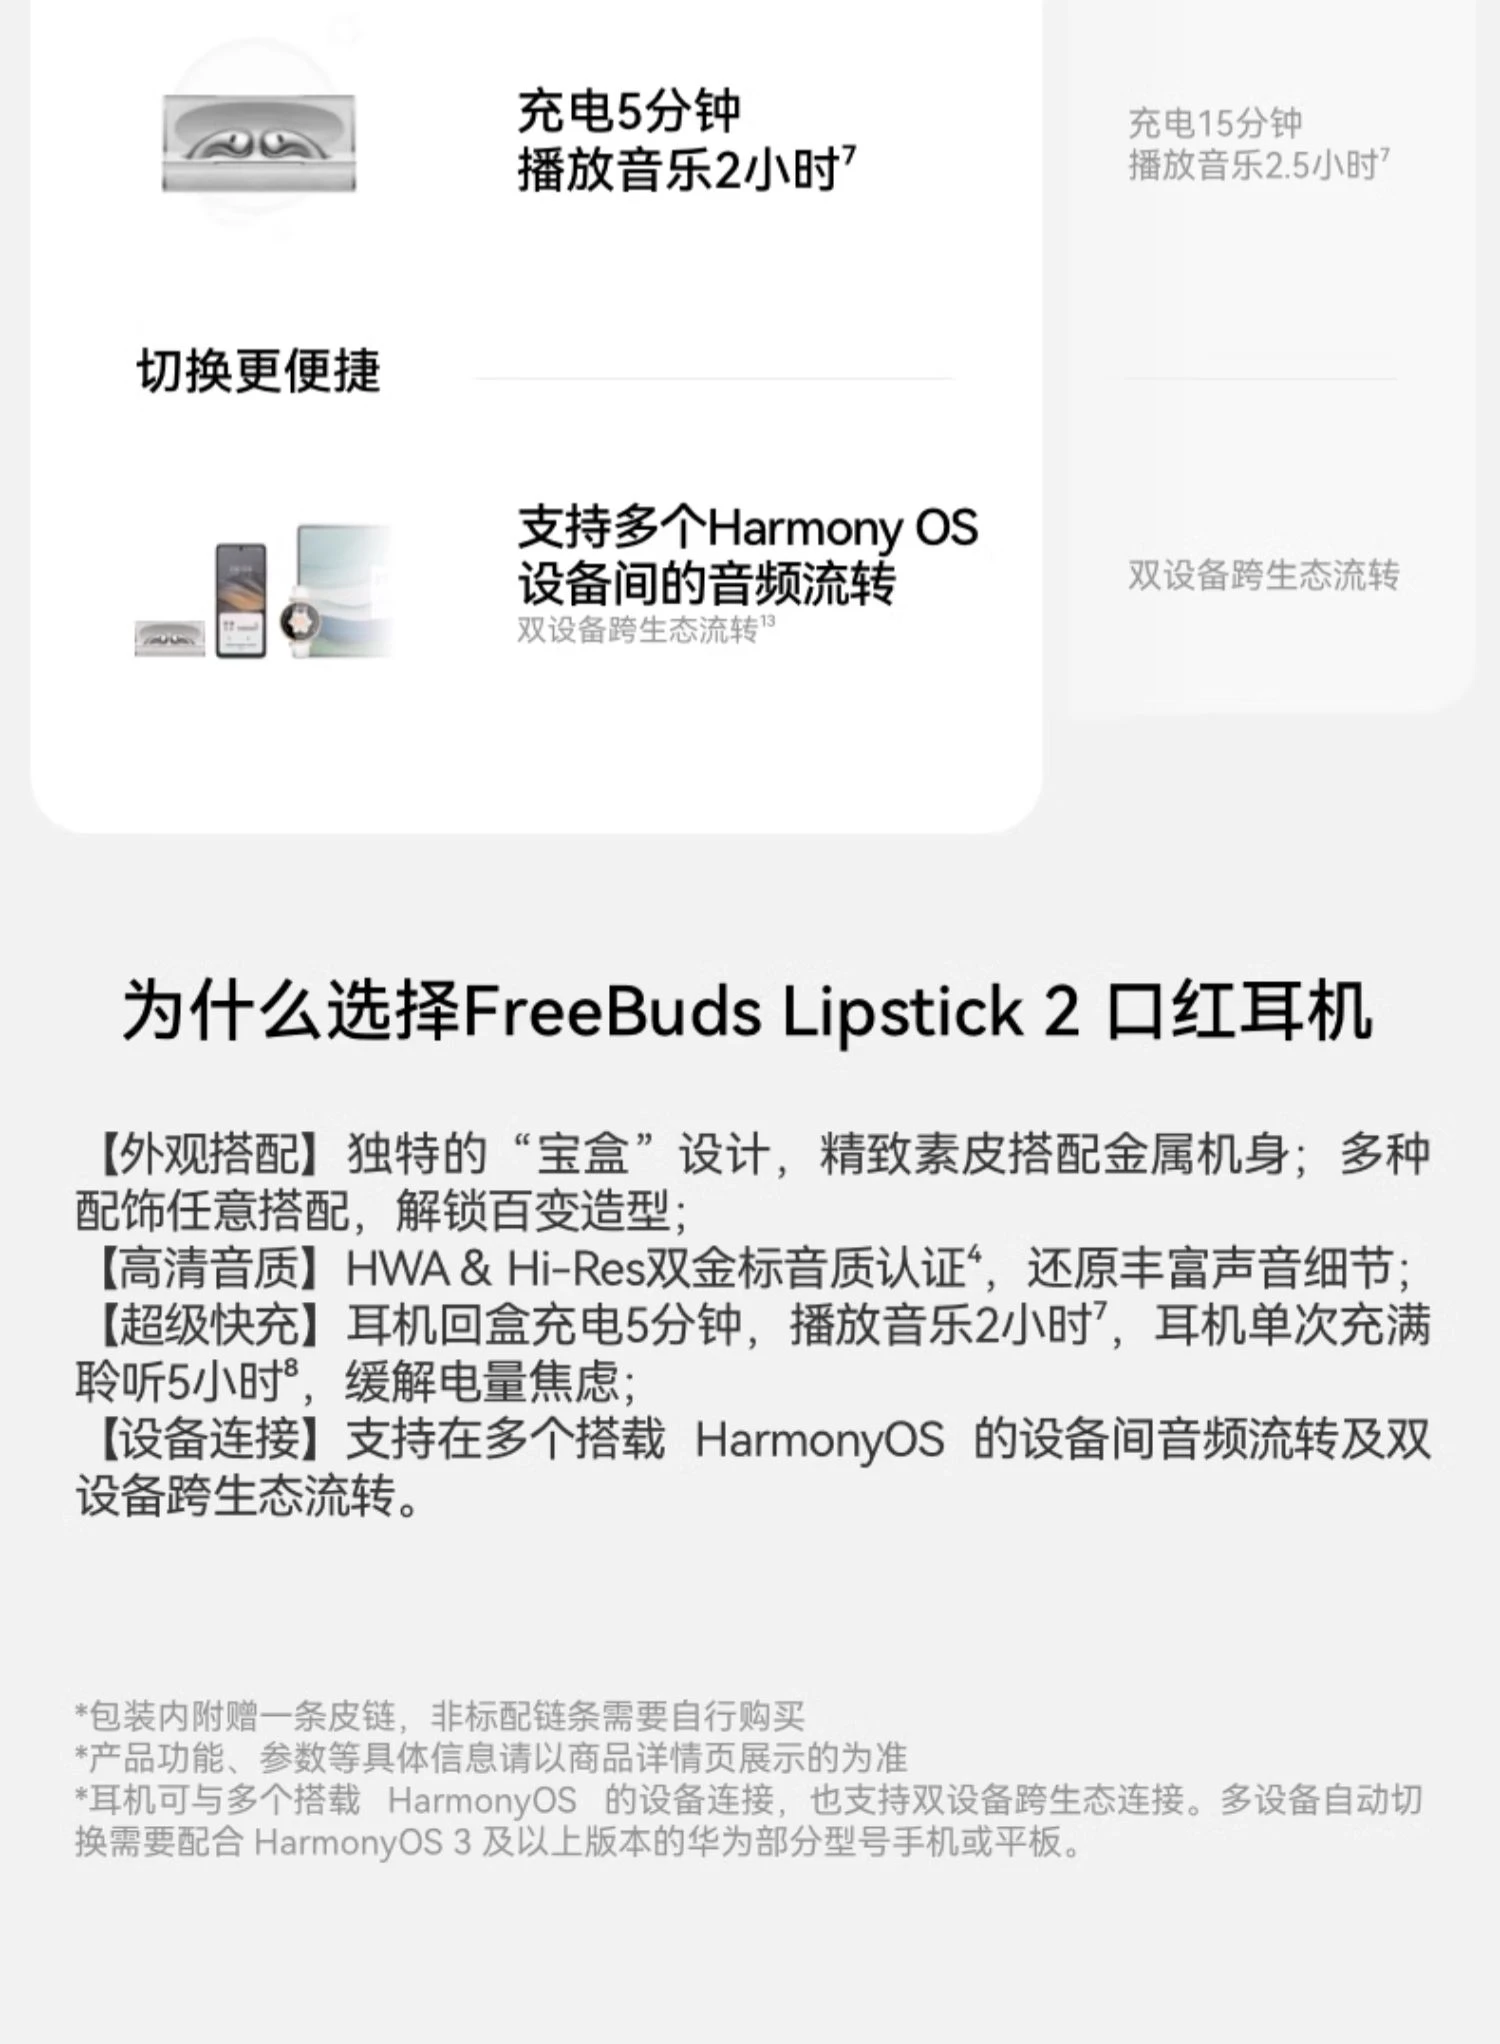 充电5分钟
播放音乐2小时⁷
充电15分钟
播放音乐2.5小时⁷
切换更便捷
支持多个Harmony OS
设备间的音频流转
双设备跨生态流转¹³
双设备跨生态流转
为什么选择FreeBuds Lipstick 2 口红耳机
【外观搭配】独特的“宝盒”设计，精致素皮搭配金属机身；多种
配饰任意搭配，解锁百变造型；
【高清音质】HWA & Hi-Res双金标音质认证⁴，还原丰富声音细节；
【超级快充】耳机回盒充电5分钟，播放音乐2小时⁷，耳机单次充满
聆听5小时⁸，缓解电量焦虑；
【设备连接】支持在多个搭载 HarmonyOS 的设备间音频流转及双
设备跨生态流转。
*包装内附赠一条皮链，非标配链条需要自行购买
*产品功能、参数等具体信息请以商品详情页展示的为准
*耳机可与多个搭载 HarmonyOS 的设备连接，也支持双设备跨生态连接。多设备自动切
换需要配合 HarmonyOS 3 及以上版本的华为部分型号手机或平板。